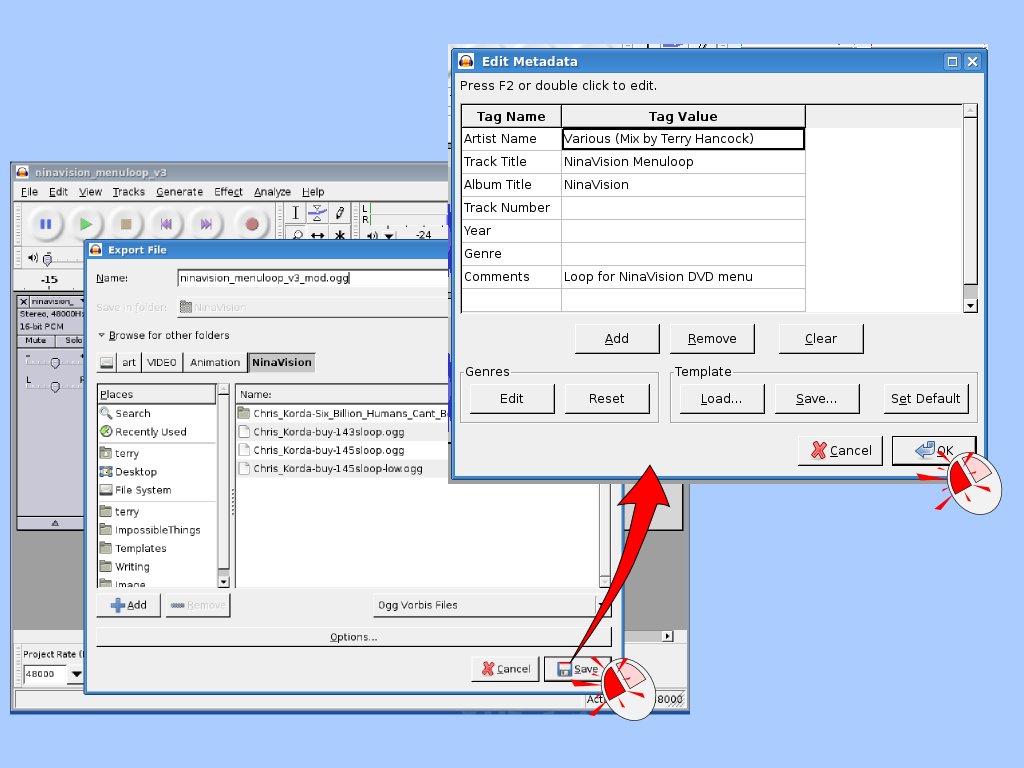 Edit Metadata
Press F2 or double click to edit.
Tag Name Tag Value
Artist Name Various (Mix by Terry Hancock)
Track Title NinaVision Menuloop
Album Title NinaVision
Track Number
Year
Genre
Comments Loop for NinaVision DVD menu
Add Remove Clear
Genres Template
Edit Reset Load... Save... Set Default
Cancel OK
ninavision_menuloop_v3
File Edit View Tracks Generate Effect Analyze Help
L
R
-24
-15
ninavision_
Stereo, 48000Hz
16-bit PCM
Mute Solo
- +
L R
Project Rate (
48000
Export File
Name: ninavision_menuloop_v3_mod.ogg
Save in folder: NinaVision
Browse for other folders
art VIDEO Animation NinaVision
Places
Search
Recently Used
terry
Desktop
File System
terry
ImpossibleThings
Templates
Writing
Image
Name:
Chris_Korda-Six_Billion_Humans_Cant_B
Chris_Korda-buy-143sloop.ogg
Chris_Korda-buy-145sloop.ogg
Chris_Korda-buy-145sloop-low.ogg
Add Remove Ogg Vorbis Files
Options...
Cancel Save
Act 8000